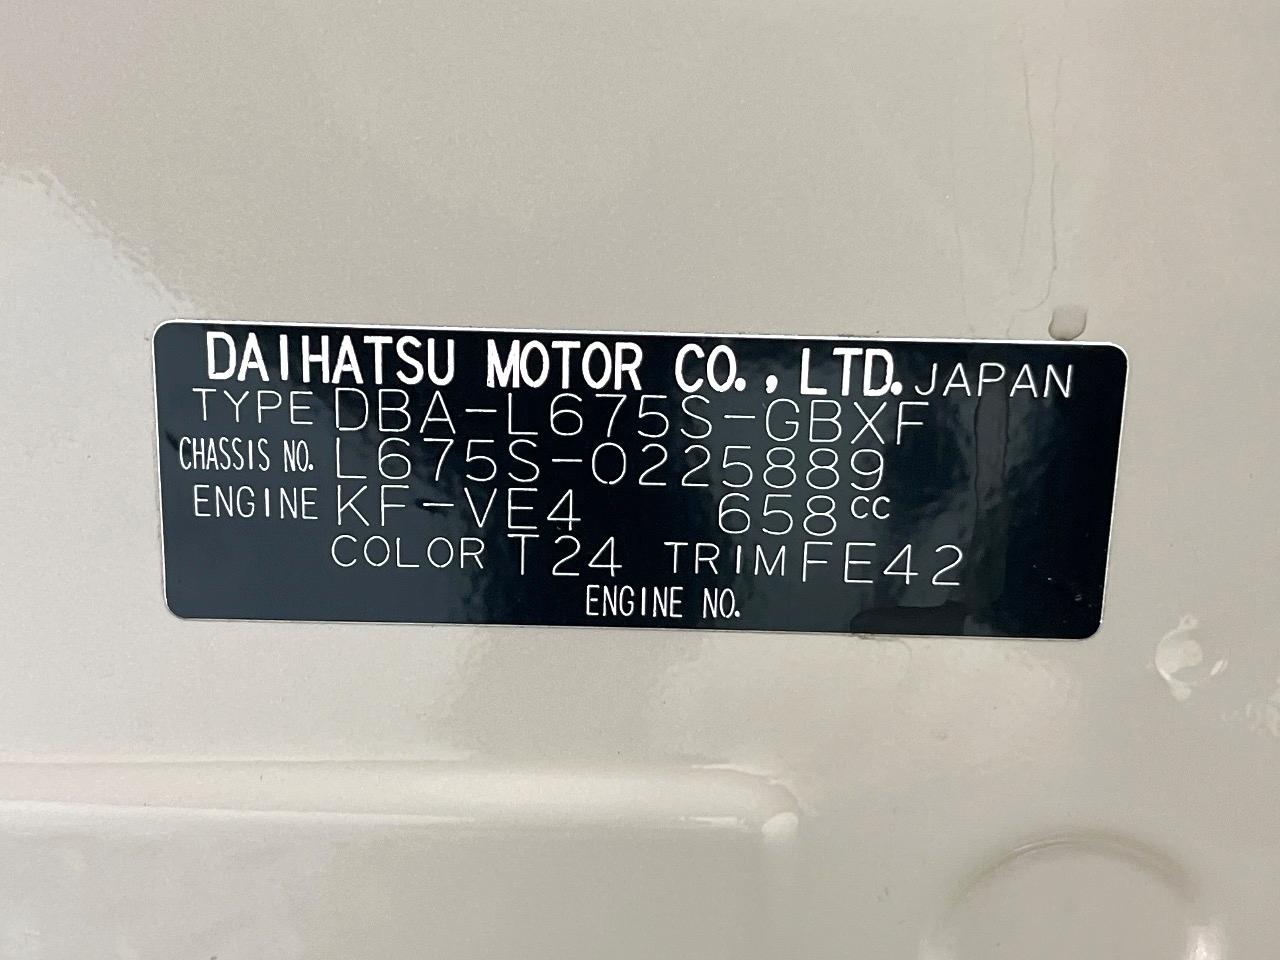 DAIHATSU MOTOR CO., LTD. JAPAN
TYPE DBA-L675S-GBXF
CHASSIS NO. L675S-0225889
ENGINE KF-VE4 658cc
COLOR T24 TRIM FE42
ENGINE NO.